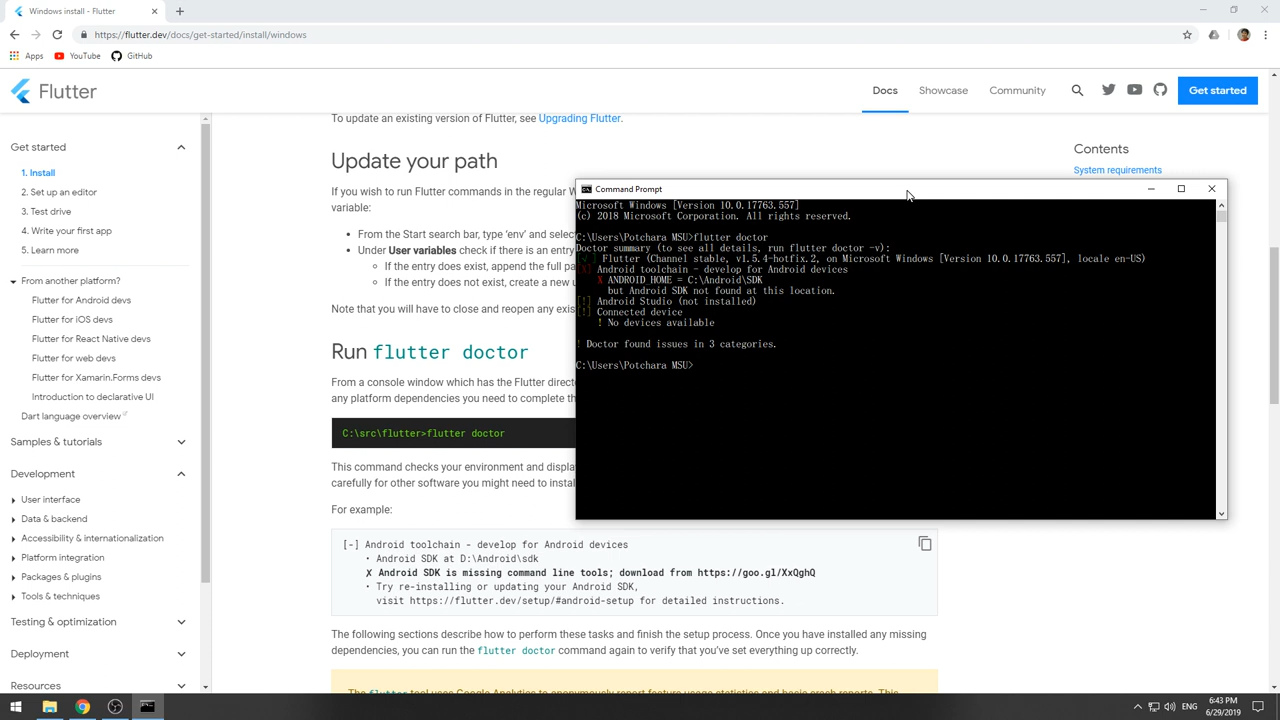 Windows install - Flutter
https://flutter.dev/docs/get-started/install/windows
Apps
YouTube
GitHub
Flutter
Docs
Showcase
Community
Get started
Get started
1. Install
2. Set up an editor
3. Test drive
4. Write your first app
5. Learn more
From another platform?
Flutter for Android devs
Flutter for iOS devs
Flutter for React Native devs
Flutter for web devs
Flutter for Xamarin.Forms devs
Introduction to declarative UI
Dart language overview
Samples & tutorials
Development
User interface
Data & backend
Accessibility & internationalization
Platform integration
Packages & plugins
Tools & techniques
Testing & optimization
Deployment
Resources
To update an existing version of Flutter, see Upgrading Flutter.
Update your path
If you wish to run Flutter commands in the regular
variable:
• From the Start search bar, type ‘env’ and
• Under User variables check if there is an entry
If the entry does exist, append the full
If the entry does not exist, create a new
Note that you will have to close and reopen any
Run flutter doctor
From a console window which has the Flutter
any platform dependencies you need to complete
C:\src\flutter>flutter doctor
This command checks your environment and
carefully for other software you might need to
For example:
[-] Android toolchain - develop for Android devices
• Android SDK at D:\Android\sdk
✗ Android SDK is missing command line tools; download from https://goo.gl/XxQghQ
• Try re-installing or updating your Android SDK,
visit https://flutter.dev/setup/#android-setup for detailed instructions.
The following sections describe how to perform these tasks and finish the setup process. Once you have installed any missing
dependencies, you can run the flutter doctor command again to verify that you’ve set everything up correctly.
The flutter tool uses Google Analytics to anonymously report feature usage statistics and basic crash reports. This
Contents
System requirements
Command Prompt
Microsoft Windows [Version 10.0.17763.557]
(c) 2018 Microsoft Corporation. All rights reserved.
C:\Users\Potchara MSU>flutter doctor
Doctor summary (to see all details, run flutter doctor -v):
[√] Flutter (Channel stable, v1.5.4-hotfix.2, on Microsoft Windows [Version 10.0.17763.557], locale en-US)
[X] Android toolchain - develop for Android devices
X ANDROID_HOME = C:\Android\SDK
but Android SDK not found at this location.
[!] Android Studio (not installed)
[!] Connected device
! No devices available
! Doctor found issues in 3 categories.
C:\Users\Potchara MSU>
ENG
6:43 PM
6/29/2019